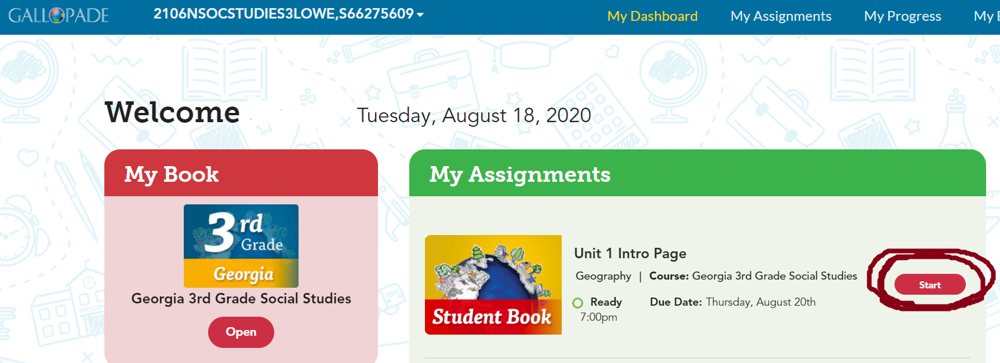 GALLOPADE
2106NSOCSTUDIES3LOWE,S66275609
My Dashboard
My Assignments
My Progress
My
Welcome
Tuesday, August 18, 2020
My Book
3rd
Grade
Georgia
Georgia 3rd Grade Social Studies
Open
My Assignments
Student Book
Unit 1 Intro Page
Geography | Course: Georgia 3rd Grade Social Studies
Ready
7:00pm
Due Date: Thursday, August 20th
Start
WELCOME